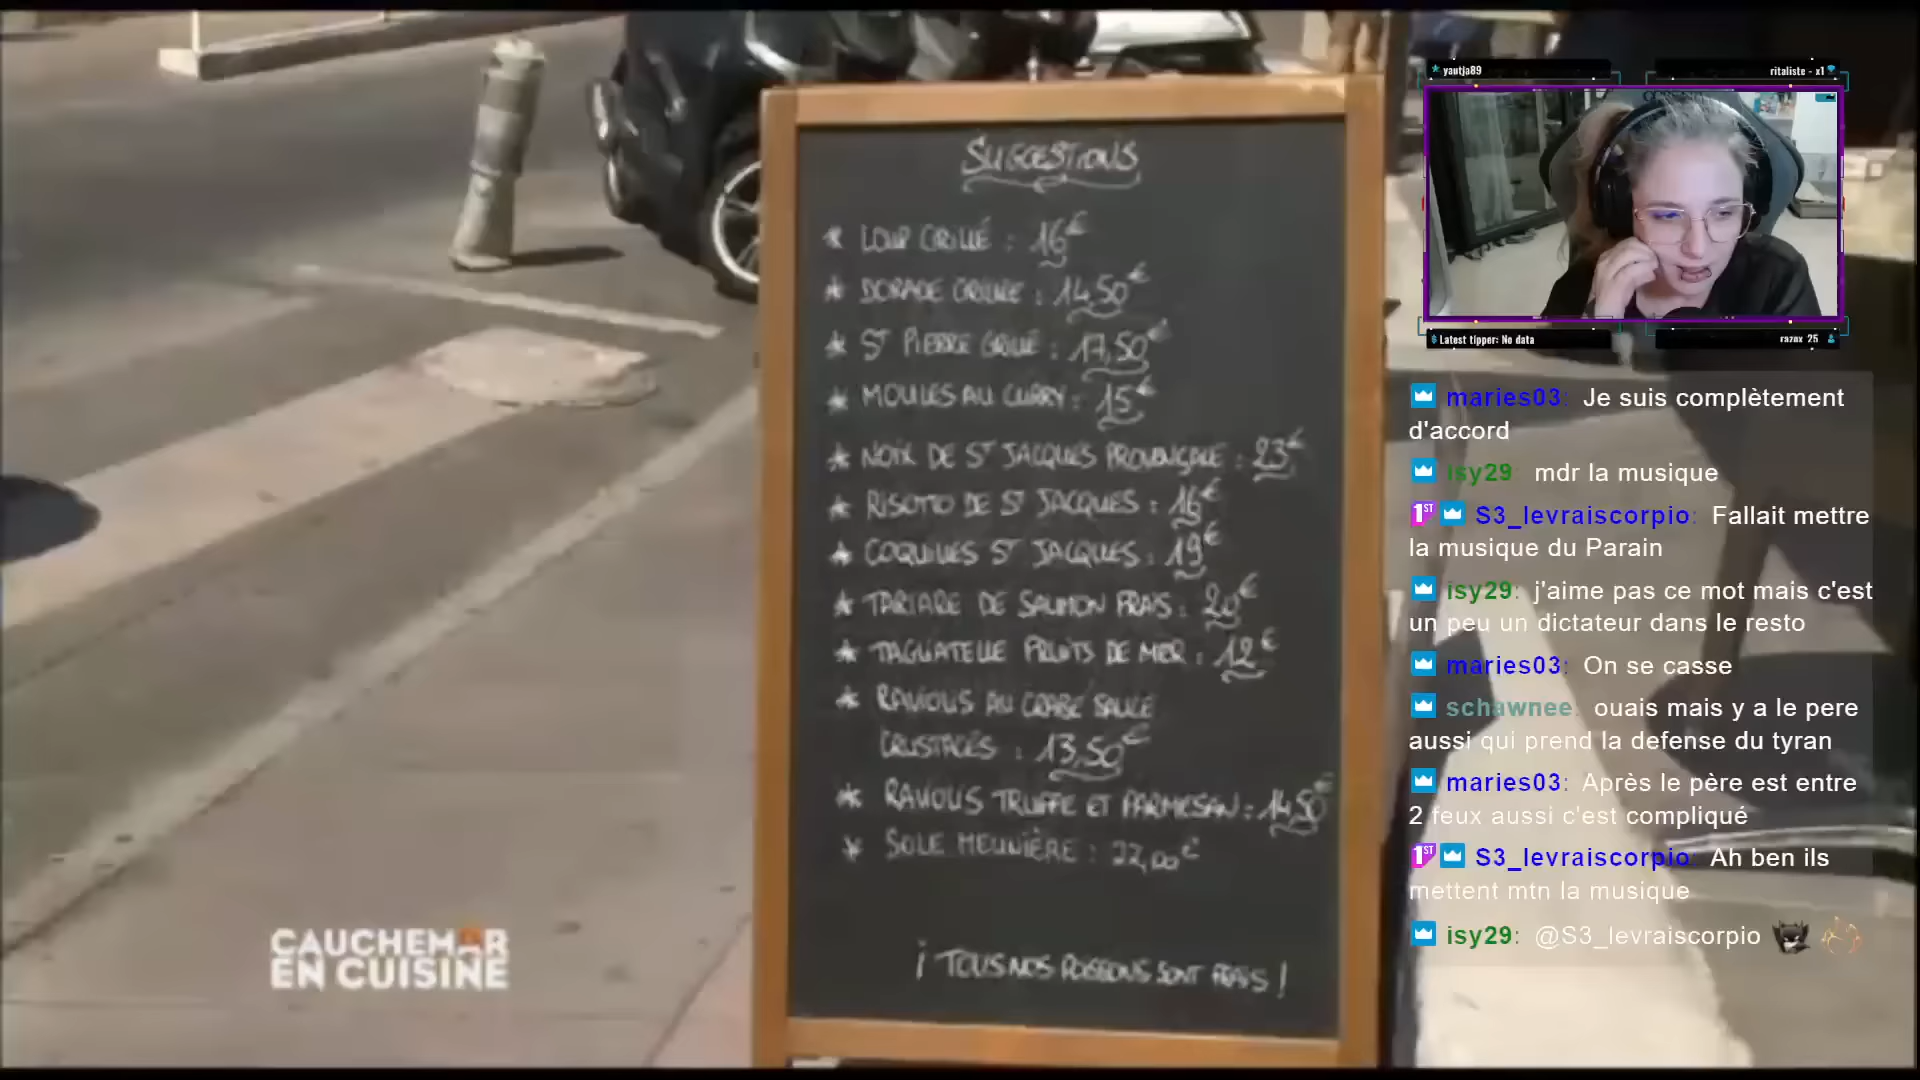 SUGGESTIONS
* LOUP GRILLÉ : 16€
* DORADE GRILLÉE : 14,50€
* ST PIERRE GRILLÉ : 17,50€
* MOULES AU CURRY : 15€
* NOIX DE ST JACQUES PROVENÇALE : 23€
* RISOTTO DE ST JACQUES : 16€
* COQUILLES ST JACQUES : 19€
* TARTARE DE SAUMON FRAIS : €
* TAGLIATELLE FRUITS DE MER : 12€
* RAVIOLIS AU CRABE SAUCE
CRUSTACÉS : 13,50€
* RAVIOLIS TRUFFE ET PARMESAN : 14,50€
* SOLE MEUNIÈRE : 22,00€
¡ TOUS NOS POISSONS SONT FRAIS !
CAUCHEMAR
EN CUISINE
yautja89
ritaliste - x1
Latest tipper: No data
razox_25
maries03: Je suis complètement
d'accord
isy29: mdr la musique
1ST S3_levraiscorpio: Fallait mettre
la musique du Parain
isy29: j'aime pas ce mot mais c'est
un peu un dictateur dans le resto
maries03: On se casse
schawnee: ouais mais y a le pere
aussi qui prend la defense du tyran
maries03: Après le père est entre
2 feux aussi c'est compliqué
1ST S3_levraiscorpio: Ah ben ils
mettent mtn la musique
isy29: @S3_levraiscorpio